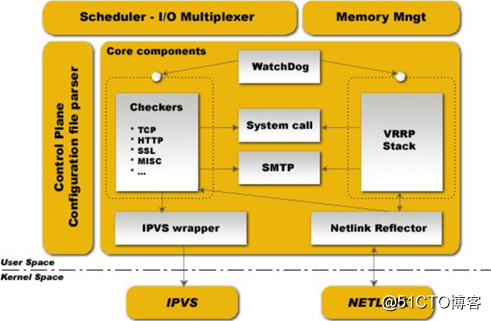 Scheduler - I/O Multiplexer
Memory Mngt
Control Plane
Configuration file parser
Core components
WatchDog
Checkers
• TCP
• HTTP
• SSL
• MISC
• ...
System call
SMTP
VRRP
Stack
IPVS wrapper
Netlink Reflector
User Space
Kernel Space
IPVS
NETLINK
@51CTO博客